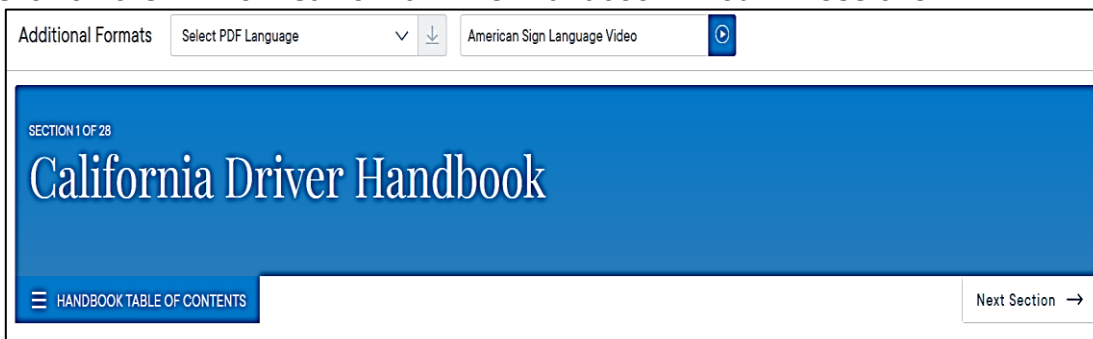 Additional Formats Select PDF Language American Sign Language Video
SECTION 1 OF 28
California Driver Handbook
HANDBOOK TABLE OF CONTENTS Next Section →